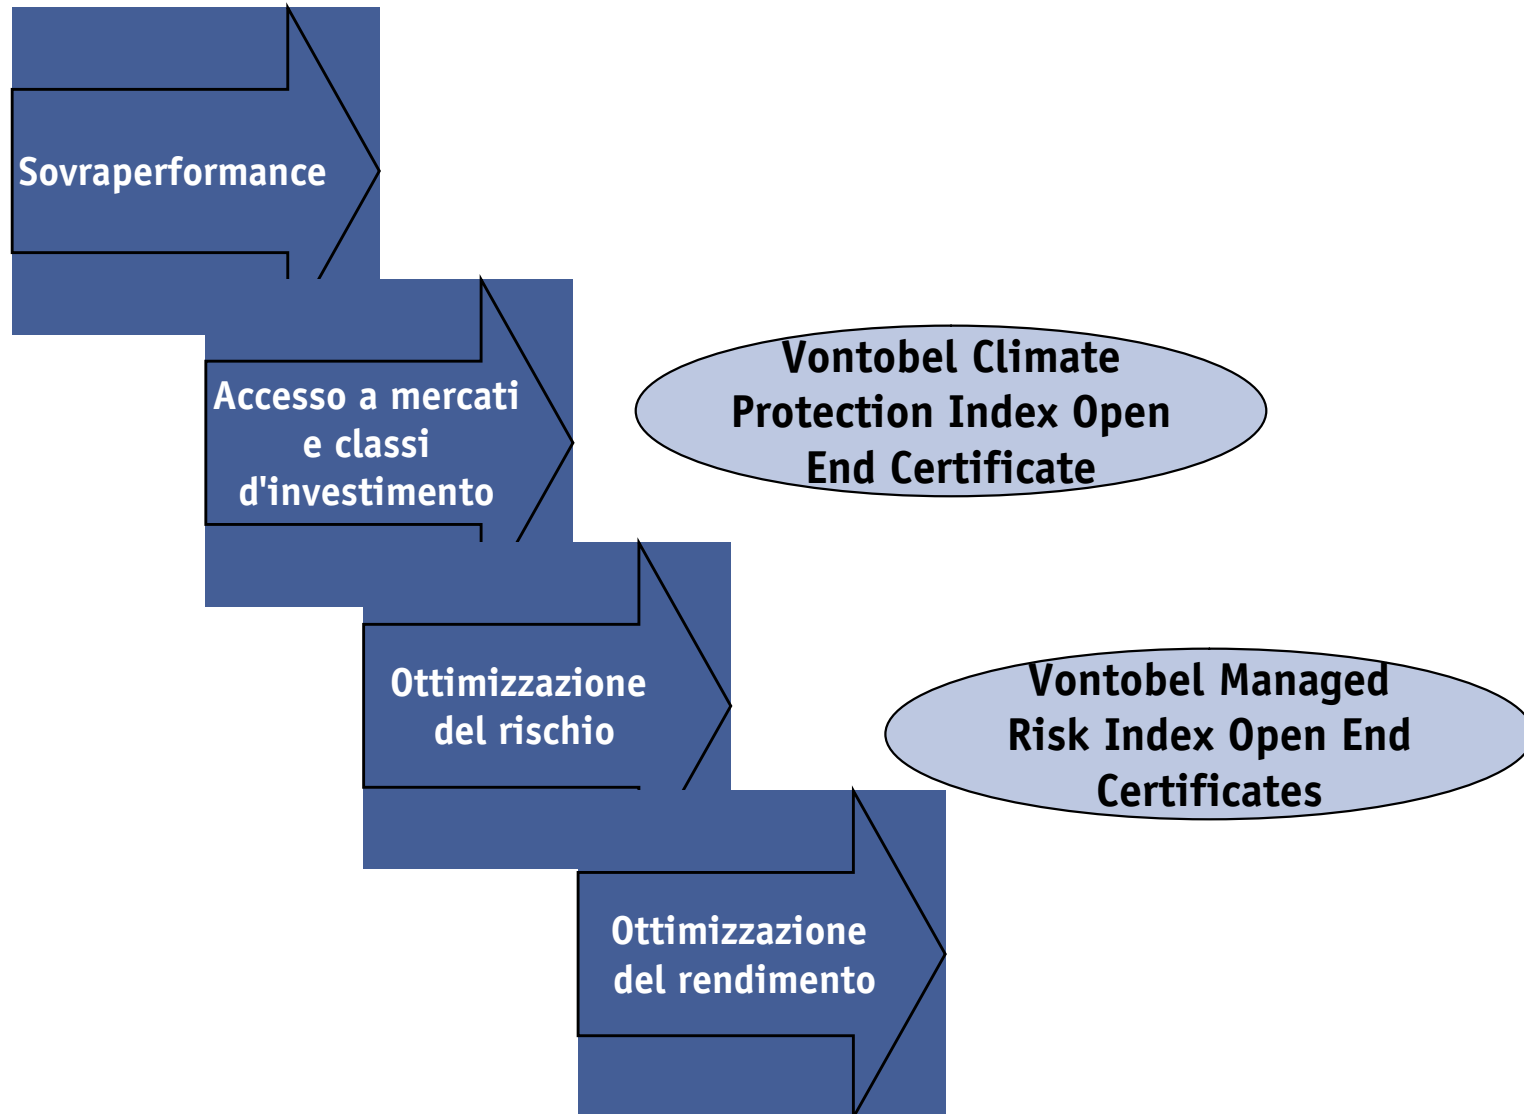 Sovraperformance
Accesso a mercati
e classi
d'investimento
Vontobel Climate
Protection Index Open
End Certificate
Ottimizzazione
del rischio
Vontobel Managed
Risk Index Open End
Certificates
Ottimizzazione
del rendimento